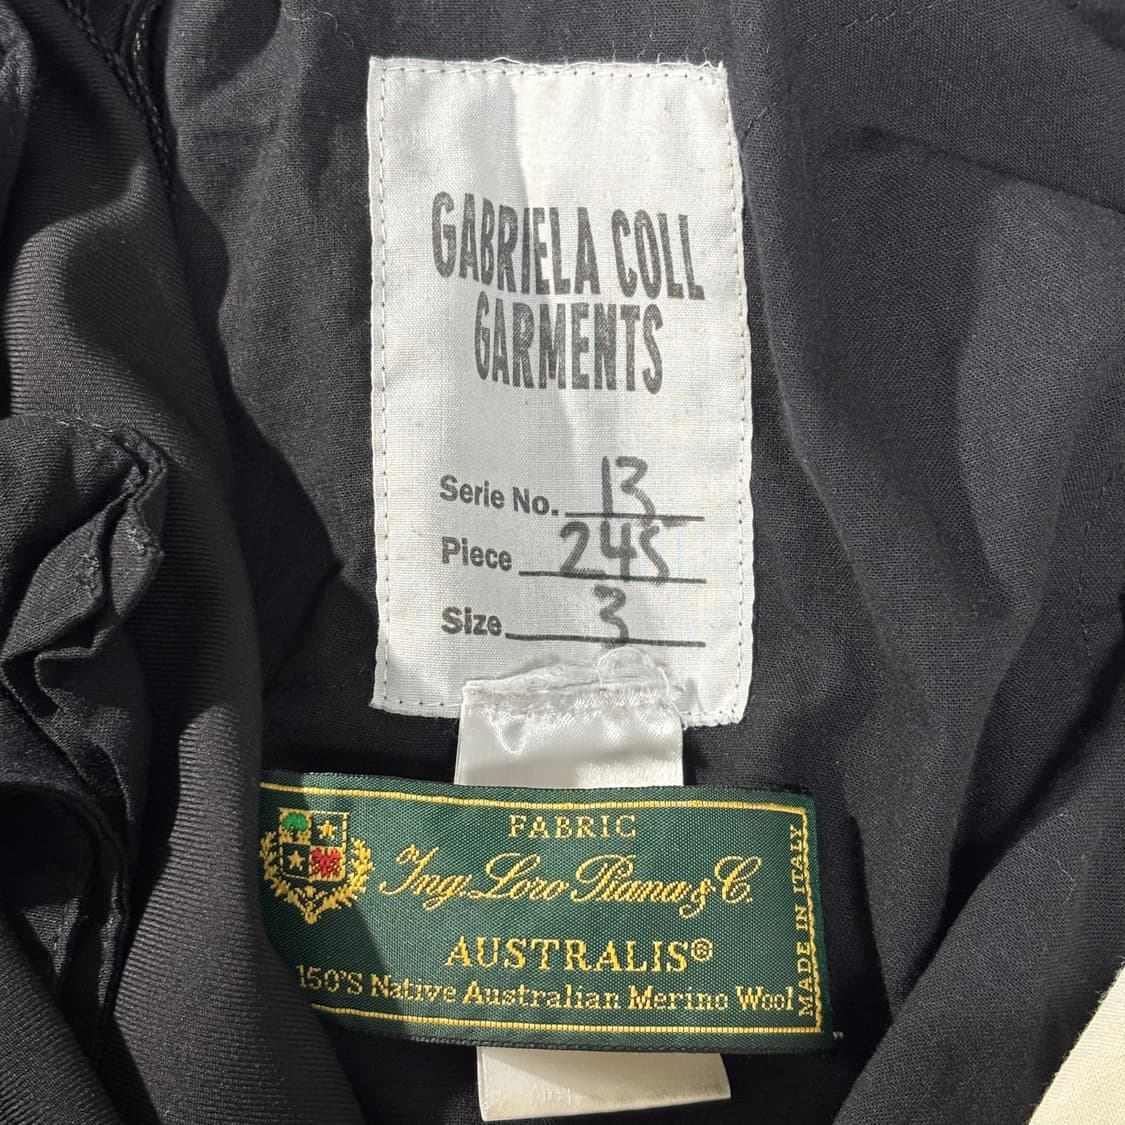 GABRIELA COLL
GARMENTS
Serie No. 13
Piece 245
Size 3
FABRIC
Ing. Loro Piana & C.
AUSTRALIS®
150'S Native Australian Merino Wool
MADE IN ITALY